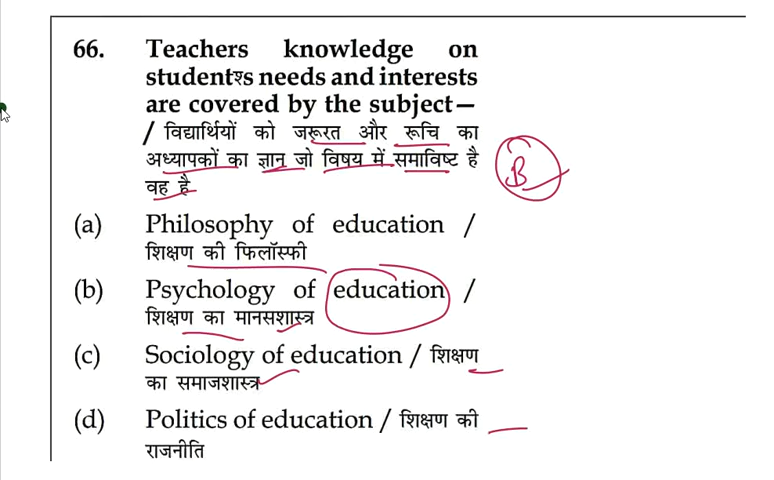 66. Teachers knowledge on
studentश्s needs and interests
are covered by the subject—
/ विद्यार्थियों को जरूरत और रूचि का
अध्यापकों का ज्ञान जो विषय में समाविष्ट है
वह है
B
(a) Philosophy of education /
शिक्षण की फिलॉस्फी
(b) Psychology of education /
शिक्षण का मानसशास्त्र
(c) Sociology of education / शिक्षण
का समाजशास्त्र
(d) Politics of education / शिक्षण की
राजनीति